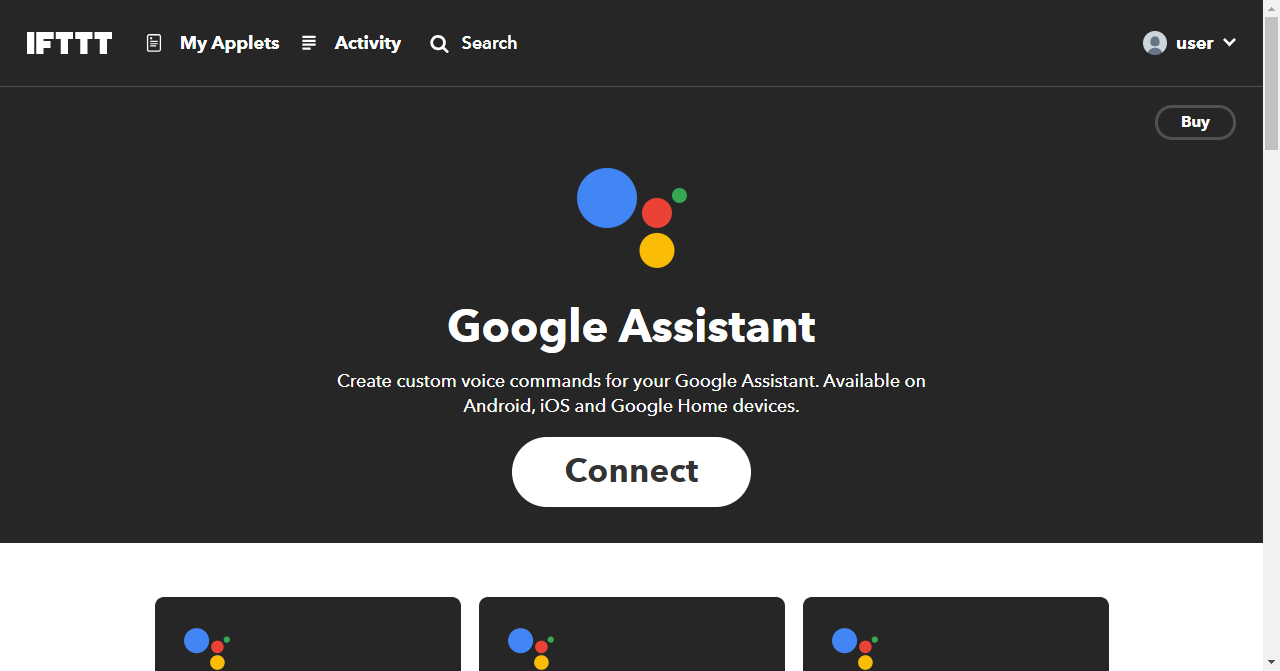 IFTTT My Applets Activity Search user
Buy
Google Assistant
Create custom voice commands for your Google Assistant. Available on
Android, iOS and Google Home devices.
Connect